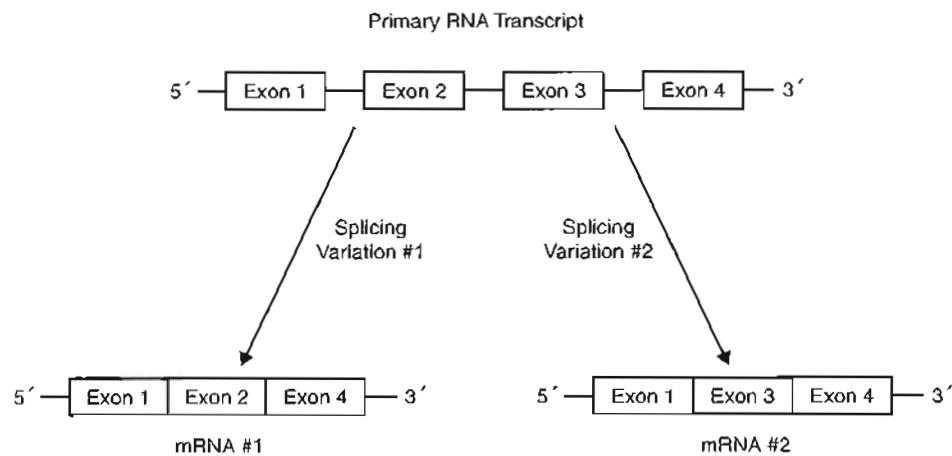 Primary RNA Transcript
5´ Exon 1 Exon 2 Exon 3 Exon 4 3´
Splicing
Variation #1
Splicing
Variation #2
5´ Exon 1 Exon 2 Exon 4 3´
mRNA #1
5´ Exon 1 Exon 3 Exon 4 3´
mRNA #2